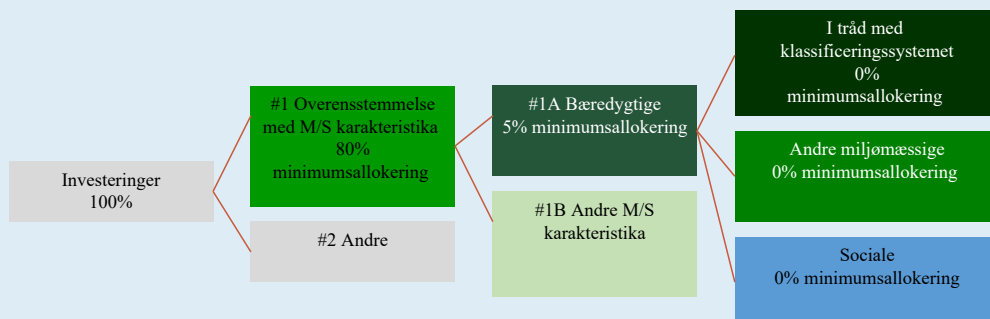 Investeringer
100%
#1 Overensstemmelse
med M/S karakteristika
80%
minimumsallokering
#2 Andre
#1A Bæredygtige
5% minimumsallokering
#1B Andre M/S
karakteristika
I tråd med
klassificeringssystemet
0%
minimumsallokering
Andre miljømæssige
0% minimumsallokering
Sociale
0% minimumsallokering